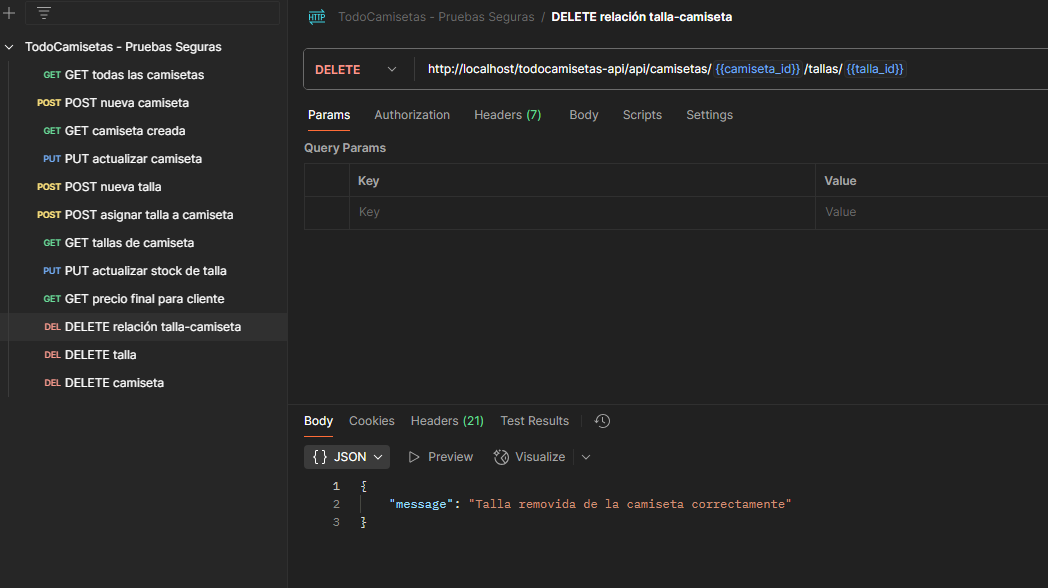 TodoCamisetas - Pruebas Seguras
GET GET todas las camisetas
POST POST nueva camiseta
GET GET camiseta creada
PUT PUT actualizar camiseta
POST POST nueva talla
POST POST asignar talla a camiseta
GET GET tallas de camiseta
PUT PUT actualizar stock de talla
GET GET precio final para cliente
DEL DELETE relación talla-camiseta
DEL DELETE talla
DEL DELETE camiseta
HTTP TodoCamisetas - Pruebas Seguras / DELETE relación talla-camiseta
DELETE http://localhost/todocamisetas-api/api/camisetas/ {{camiseta_id}} /tallas/ {{talla_id}}
Params Authorization Headers (7) Body Scripts Settings
Query Params
Key Value
Key Value
Body Cookies Headers (21) Test Results
{} JSON Preview Visualize
1 {
2 "message": "Talla removida de la camiseta correctamente"
3 }